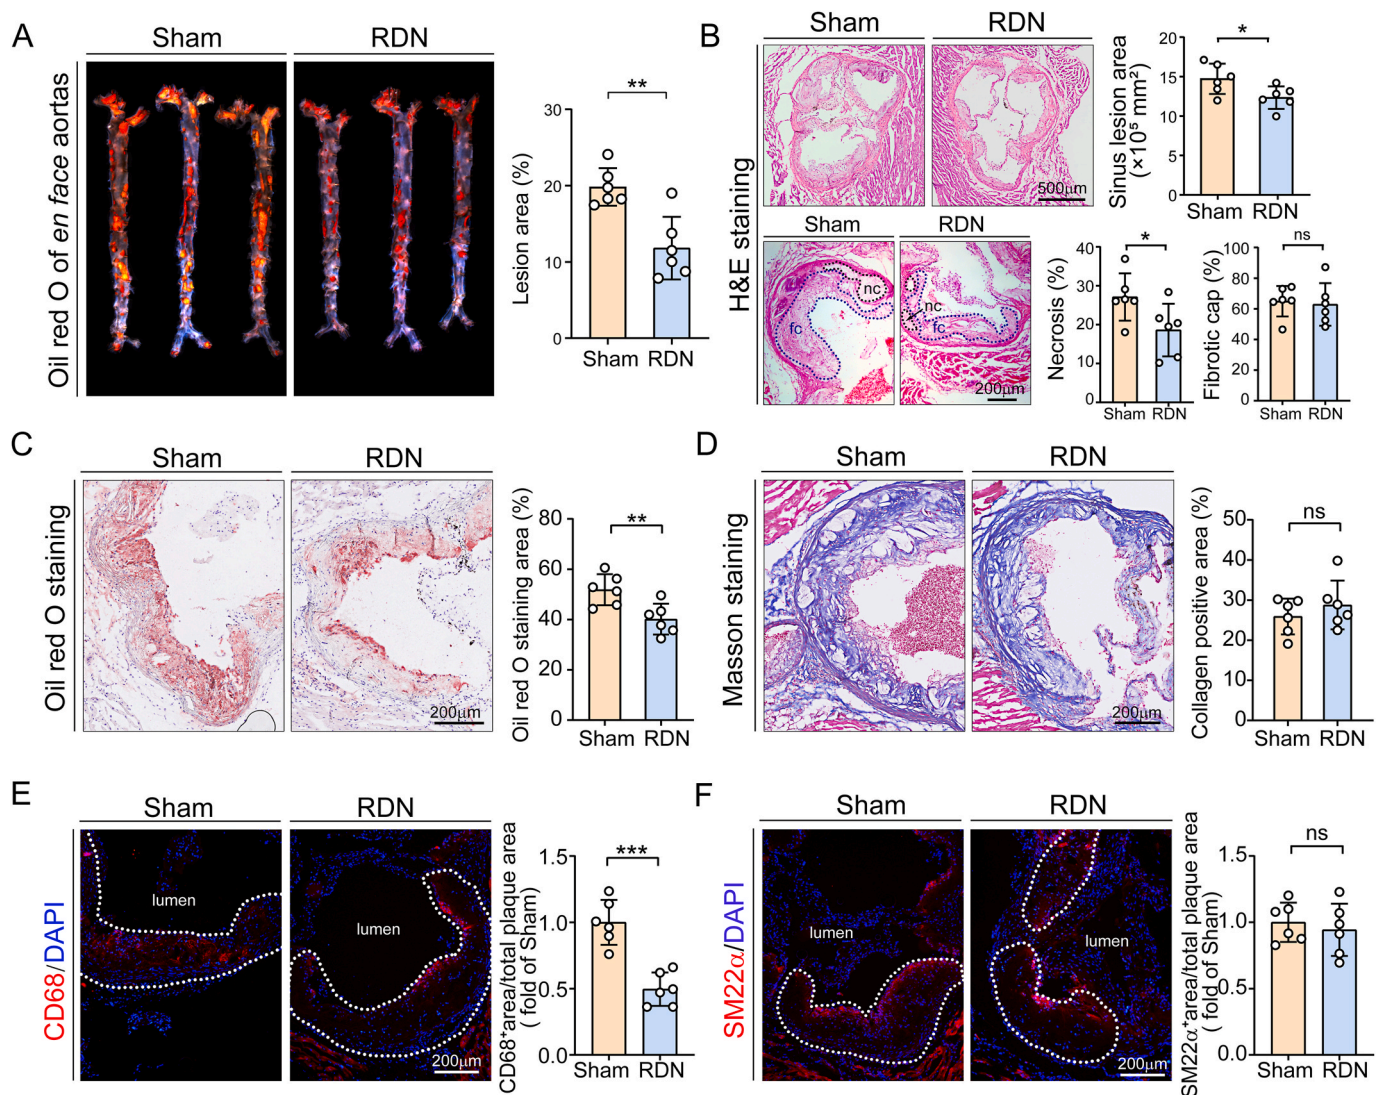 A
Sham
RDN
Oil red O of en face aortas
Lesion area (%)
30
20
10
0
**
Sham
RDN
B
Sham
RDN
H&E staining
500μm
Sinus lesion area
(×10⁵ mm²)
20
15
10
5
0
*
Sham
RDN
Sham
RDN
nc
fc
nc
fc
200μm
Necrosis (%)
40
30
20
10
0
*
Sham
RDN
Fibrotic cap (%)
100
80
60
40
20
0
ns
Sham
RDN
C
Sham
RDN
Oil red O staining
200μm
Oil red O staining area (%)
80
60
40
20
0
**
Sham
RDN
D
Sham
RDN
Masson staining
200μm
Collagen positive area (%)
50
40
30
20
10
0
ns
Sham
RDN
E
Sham
RDN
CD68/DAPI
lumen
lumen
200μm
CD68⁺area/total plaque area
( fold of Sham)
1.5
1.0
0.5
0.0
***
Sham
RDN
F
Sham
RDN
SM22α/DAPI
lumen
lumen
200μm
SM22α⁺area/total plaque area
( fold of Sham)
1.5
1.0
0.5
0.0
ns
Sham
RDN